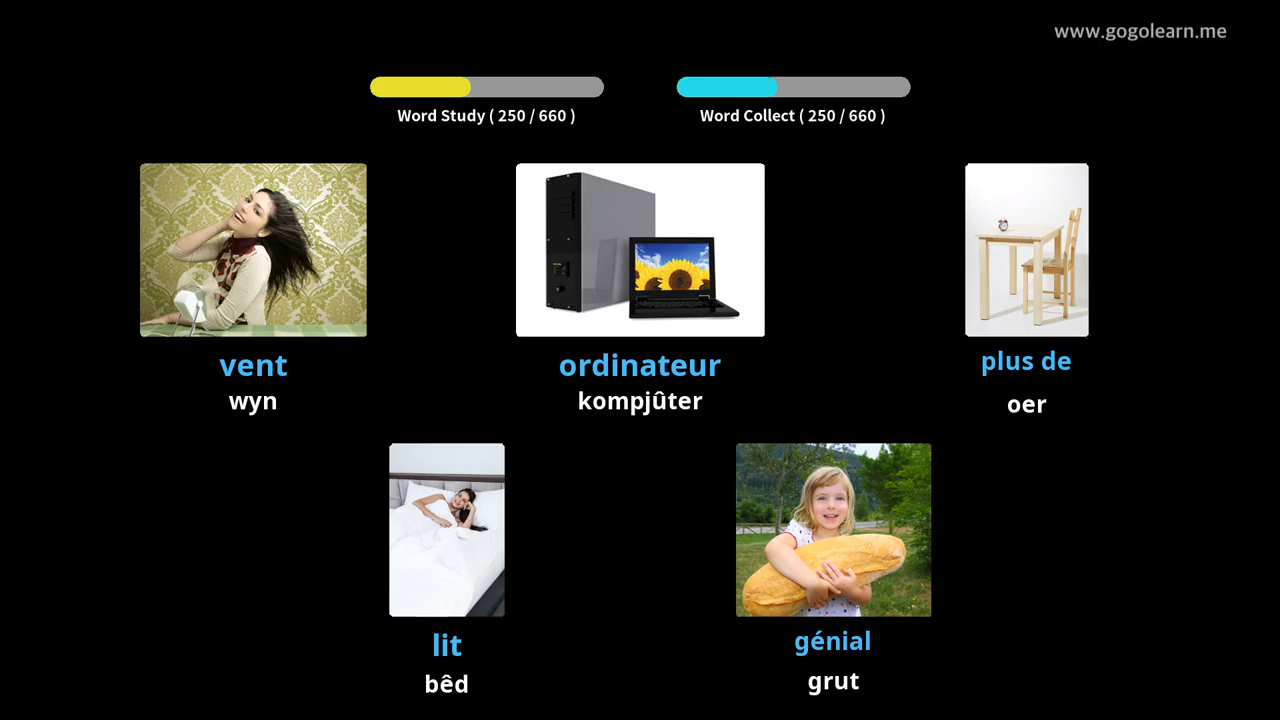 www.gogolearn.me
Word Study ( 250 / 660 )
Word Collect ( 250 / 660 )
vent
wyn
ordinateur
kompjûter
plus de
oer
lit
bêd
génial
grut